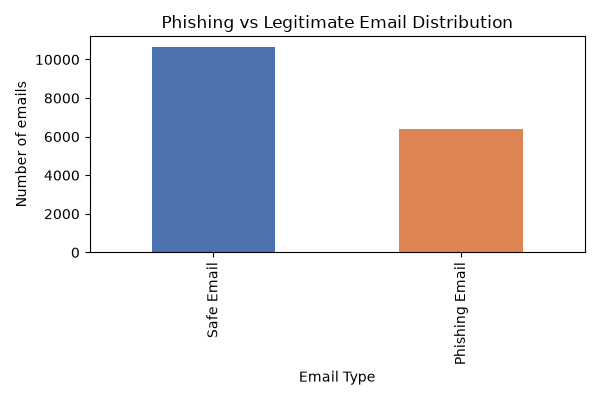 Phishing vs Legitimate Email Distribution
Number of emails
10000
8000
6000
4000
2000
0
Safe Email
Phishing Email
Email Type